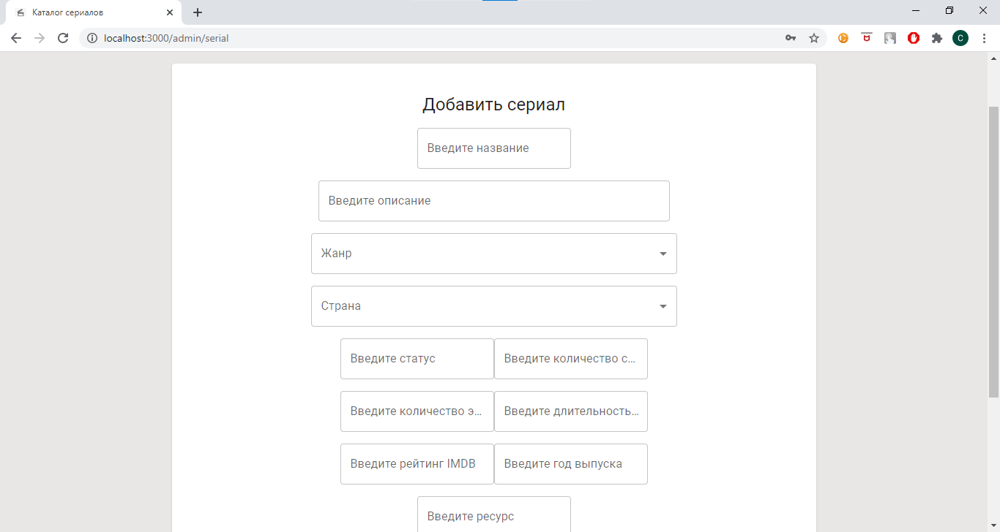 Каталог сериалов
localhost:3000/admin/serial
C
Добавить сериал
Введите название
Введите описание
Жанр
Страна
Введите статус
Введите количество с...
Введите количество э...
Введите длительность...
Введите рейтинг IMDB
Введите год выпуска
Введите ресурс